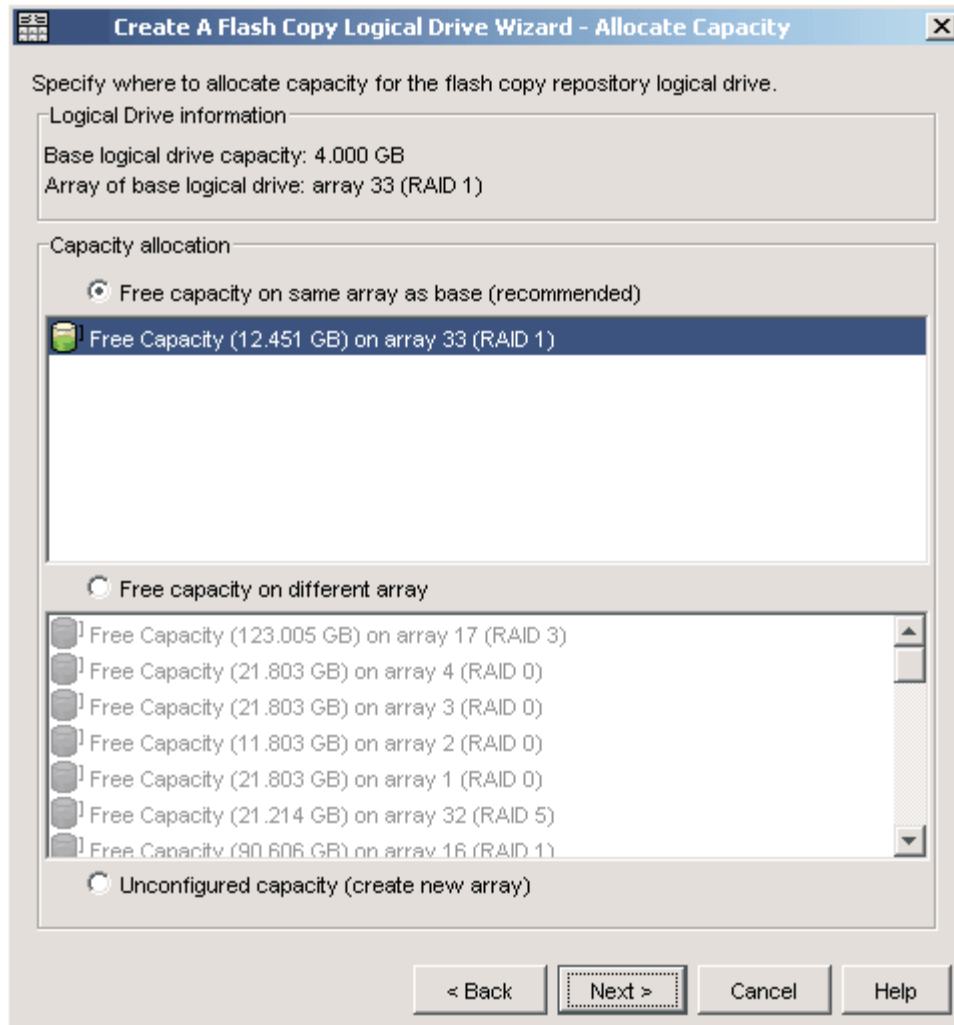 Create A Flash Copy Logical Drive Wizard - Allocate Capacity
Specify where to allocate capacity for the flash copy repository logical drive.
Logical Drive information
Base logical drive capacity: 4.000 GB
Array of base logical drive: array 33 (RAID 1)
Capacity allocation
Free capacity on same array as base (recommended)
Free Capacity (12.451 GB) on array 33 (RAID 1)
Free capacity on different array
Free Capacity (123.005 GB) on array 17 (RAID 3)
Free Capacity (21.803 GB) on array 4 (RAID 0)
Free Capacity (21.803 GB) on array 3 (RAID 0)
Free Capacity (11.803 GB) on array 2 (RAID 0)
Free Capacity (21.803 GB) on array 1 (RAID 0)
Free Capacity (21.214 GB) on array 32 (RAID 5)
Free Capacity (90.606 GB) on array 16 (RAID 1)
Unconfigured capacity (create new array)
< Back Next > Cancel Help